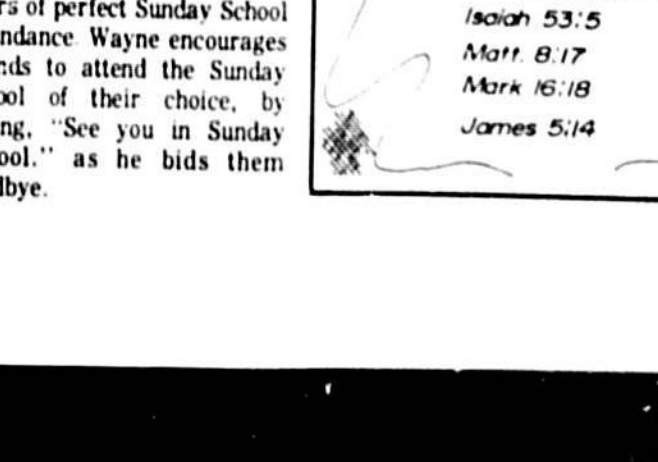 rs of perfect Sunday School
ndance. Wayne encourages
nds to attend the Sunday
ool of their choice, by
ng, "See you in Sunday
ool." as he bids them
dbye.
Isaiah 53:5
Matt. 8:17
Mark 16:18
James 5:14